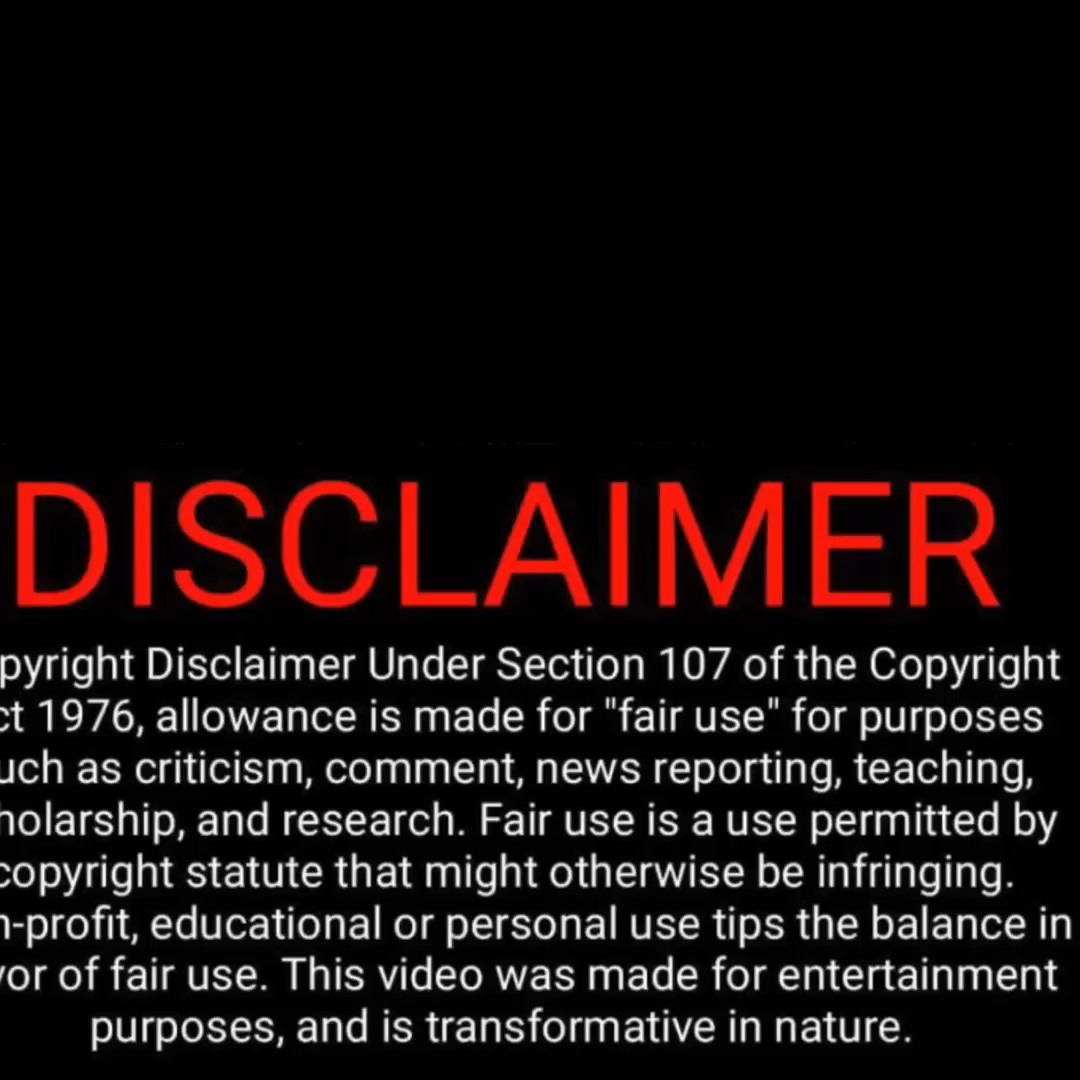 DISCLAIMER
pyright Disclaimer Under Section 107 of the Copyright
ct 1976, allowance is made for "fair use" for purposes
uch as criticism, comment, news reporting, teaching,
holarship, and research. Fair use is a use permitted by
copyright statute that might otherwise be infringing.
n-profit, educational or personal use tips the balance in
vor of fair use. This video was made for entertainment
purposes, and is transformative in nature.